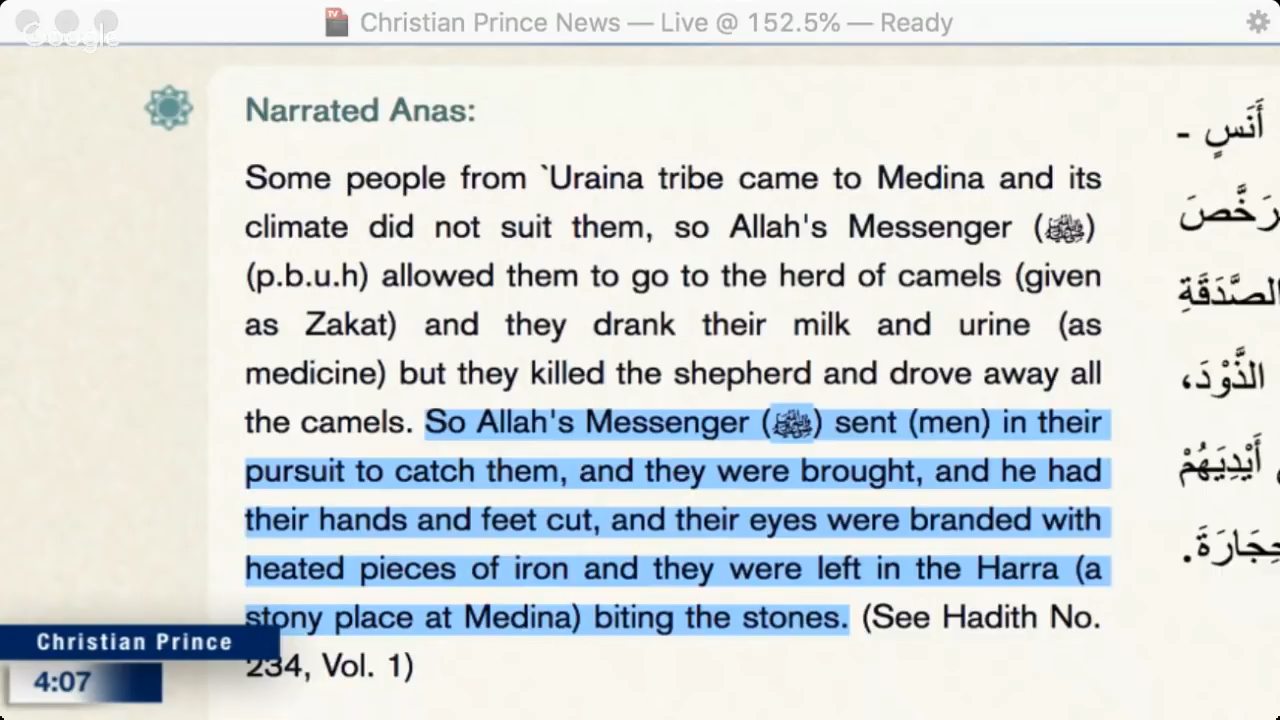 Christian Prince News — Live @ 152.5% — Ready
Google
Narrated Anas:
Some people from `Uraina tribe came to Medina and its
climate did not suit them, so Allah's Messenger (ﷺ)
(p.b.u.h) allowed them to go to the herd of camels (given
as Zakat) and they drank their milk and urine (as
medicine) but they killed the shepherd and drove away all
the camels. So Allah's Messenger (ﷺ) sent (men) in their
pursuit to catch them, and they were brought, and he had
their hands and feet cut, and their eyes were branded with
heated pieces of iron and they were left in the Harra (a
stony place at Medina) biting the stones. (See Hadith No.
234, Vol. 1)
أَنَسٍ -
الصَّدَقَةِ
الذَّوْدَ،
أَيْدِيَهُمْ
Christian Prince
4:07